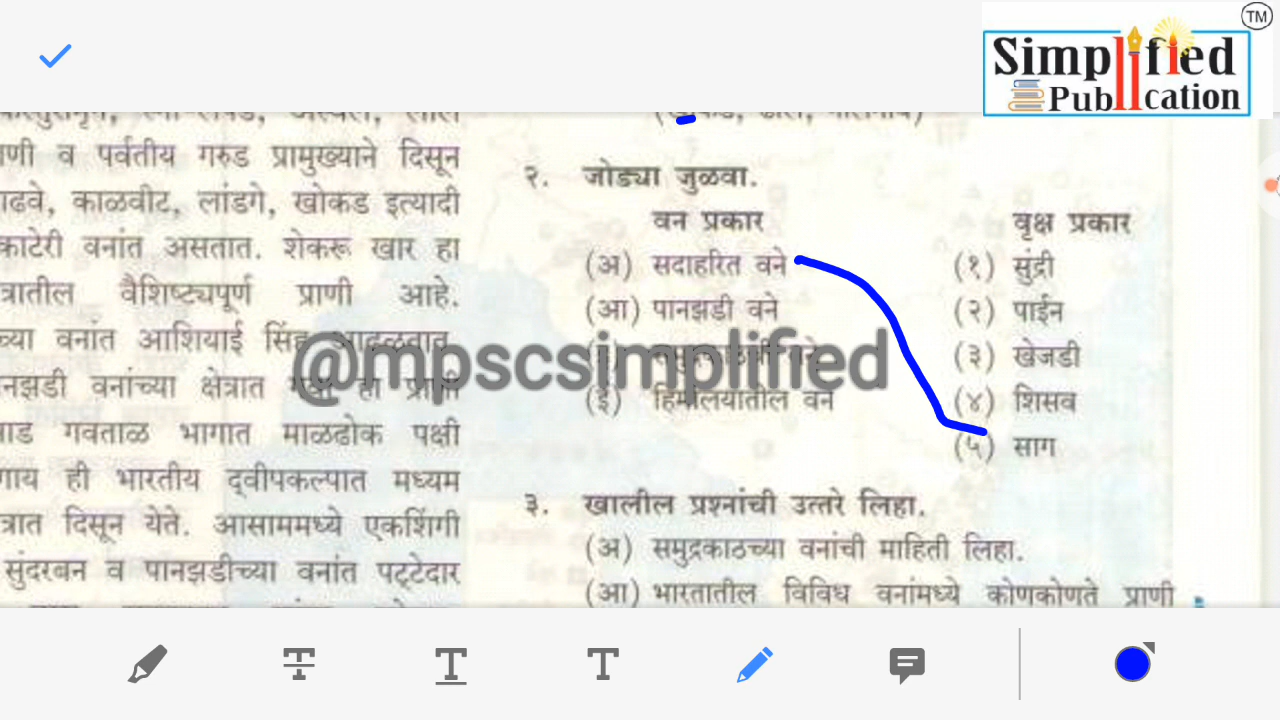 Simplified
Publication
TM
णी व पर्वतीय गरुड प्रामुख्याने दिसून
गाढवे, काळवीट, लांडगे, खोकड इत्यादी
काटेरी वनांत असतात. शेकरू खार हा
त्रातील वैशिष्ट्यपूर्ण प्राणी आहे.
च्या वनांत आशियाई सिंह आढळतात.
नझडी वनांच्या क्षेत्रात हा प्राणी
गवताळ भागात माळढोक पक्षी
गाय ही भारतीय द्वीपकल्पात मध्यम
त्रात दिसून येते. आसाममध्ये एकशिंगी
सुंदरबन व पानझडीच्या वनांत पट्टेदार
२. जोड्या जुळवा.
वन प्रकार वृक्ष प्रकार
(अ) सदाहरित वने (१) सुंद्री
(आ) पानझडी वने (२) पाईन
(३) खेजडी
(ई) हिमालयातील वने (४) शिसव
(५) साग
@mpscsimplified
३. खालील प्रश्नांची उत्तरे लिहा.
(अ) समुद्रकाठच्या वनांची माहिती लिहा.
(आ) भारतातील विविध वनांमध्ये कोणकोणते प्राणी